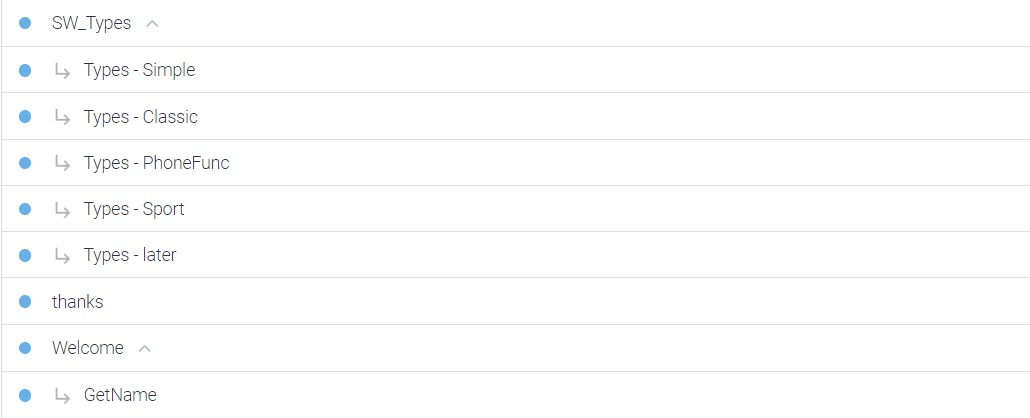 SW_Types
Types - Simple
Types - Classic
Types - PhoneFunc
Types - Sport
Types - later
thanks
Welcome
GetName